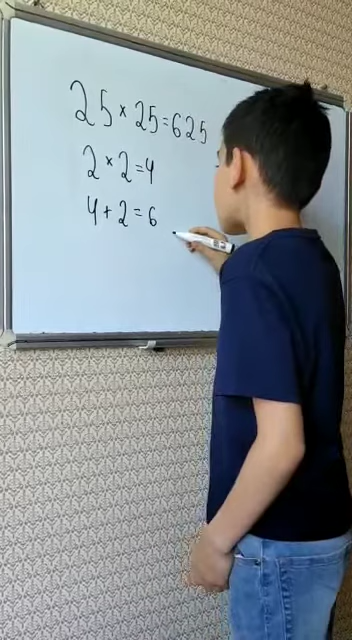 25 × 25 = 625
2 × 2 = 4
4 + 2 = 6